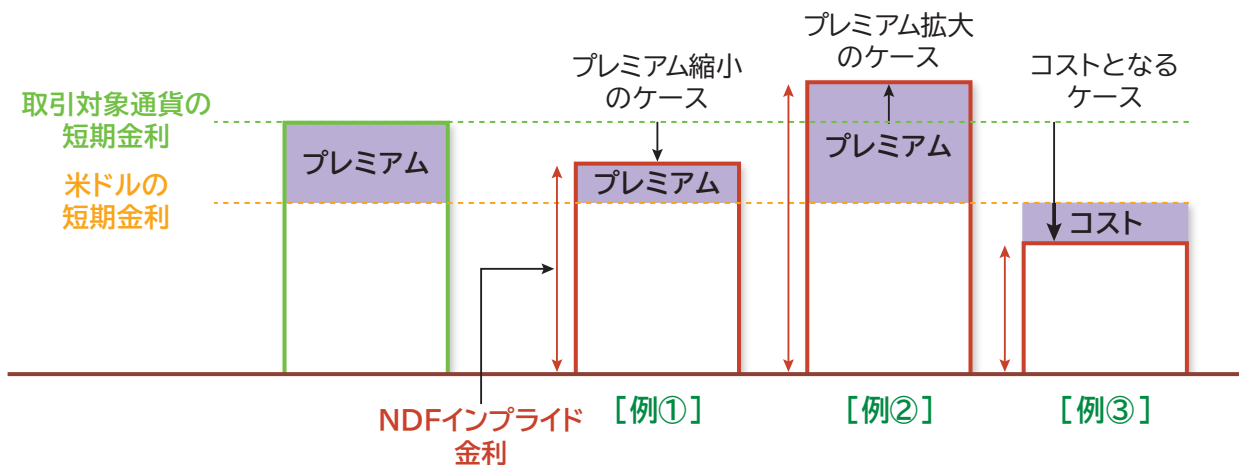 プレミアム拡大
のケース
プレミアム縮小
のケース
コストとなる
ケース
取引対象通貨の
短期金利
プレミアム
プレミアム
プレミアム
米ドルの
短期金利
コスト
NDFインプライド
金利
［例①］
［例②］
［例③］